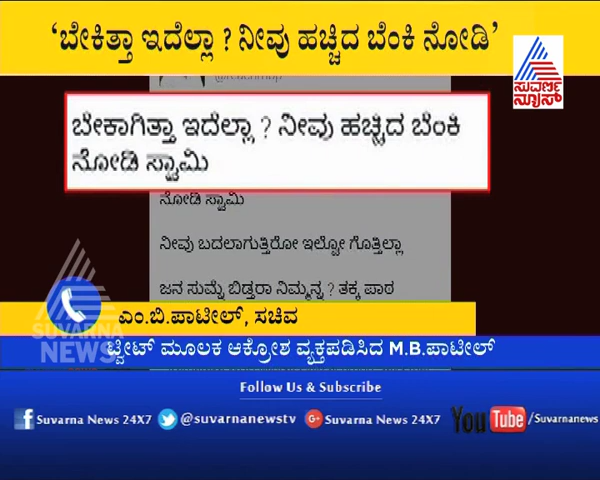 ‘ಬೇಕಿತ್ತಾ ಇದೆಲ್ಲಾ ? ನೀವು ಹಚ್ಚಿದ ಬೆಂಕಿ ನೋಡಿ’
ಸುವರ್ಣ
ನ್ಯೂಸ್
ಬೇಕಾಗಿತ್ತಾ ಇದೆಲ್ಲಾ ? ನೀವು ಹಚ್ಚಿದ ಬೆಂಕಿ
ನೋಡಿ ಸ್ವಾಮಿ
ನೋಡಿ ಸ್ವಾಮಿ
ನೀವು ಬದಲಾಗುತ್ತಿರೋ ಇಲ್ವೋ ಗೊತ್ತಿಲ್ಲಾ
ಜನ ಸುಮ್ನೆ ಬಿಡ್ತರಾ ನಿಮ್ಮನ್ನ ? ತಕ್ಕ ಪಾಠ
ಎಂ.ಬಿ.ಪಾಟೀಲ್, ಸಚಿವ
SUVARNA
NEWS
ಟ್ವೀಟ್ ಮೂಲಕ ಆಕ್ರೋಶ ವ್ಯಕ್ತಪಡಿಸಿದ M.B.ಪಾಟೀಲ್
Follow Us & Subscribe
Suvarna News 24X7 @suvarnanewstv Suvarna News 24X7 YouTube /Suvarnanews